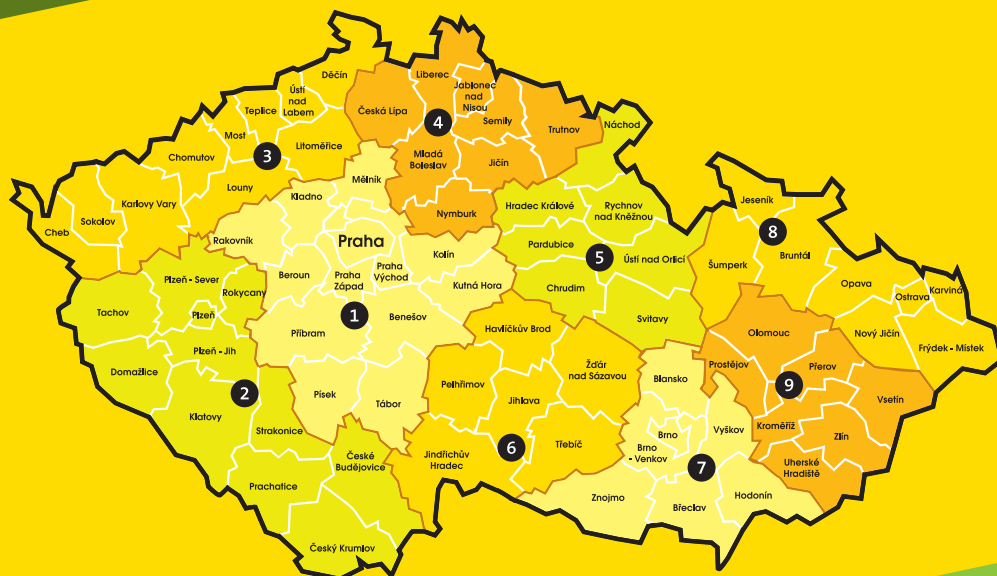 Děčín
Ústí
nad
Labem
Teplice
Most
Litoměřice
3
Chomutov
Louny
Karlovy Vary
Sokolov
Cheb
Liberec
Jablonec
nad
Nisou
Česká Lípa
4
Semily
Trutnov
Mladá
Boleslav
Jičín
Nymburk
Náchod
Hradec Králové
Rychnov
nad Kněžnou
Pardubice
5
Ústí nad Orlicí
Chrudim
Svitavy
Mělník
Kladno
Rakovník
Praha
Kolín
Beroun
Praha
Západ
Praha
Východ
Kutná Hora
1
Benešov
Příbram
Písek
Tábor
Plzeň - Sever
Rokycany
Tachov
Plzeň
Plzeň - Jih
Domažlice
2
Klatovy
Strakonice
České
Budějovice
Prachatice
Český Krumlov
Havlíčkův Brod
Žďár
nad Sázavou
Pelhřimov
Jihlava
6
Třebíč
Jindřichův
Hradec
Blansko
Vyškov
Brno
Brno
- Venkov
7
Znojmo
Břeclav
Hodonín
Jeseník
8
Bruntál
Šumperk
Opava
Ostrava
Karviná
Nový Jičín
Frýdek - Místek
Olomouc
Prostějov
Přerov
9
Vsetín
Kroměříž
Zlín
Uherské
Hradiště